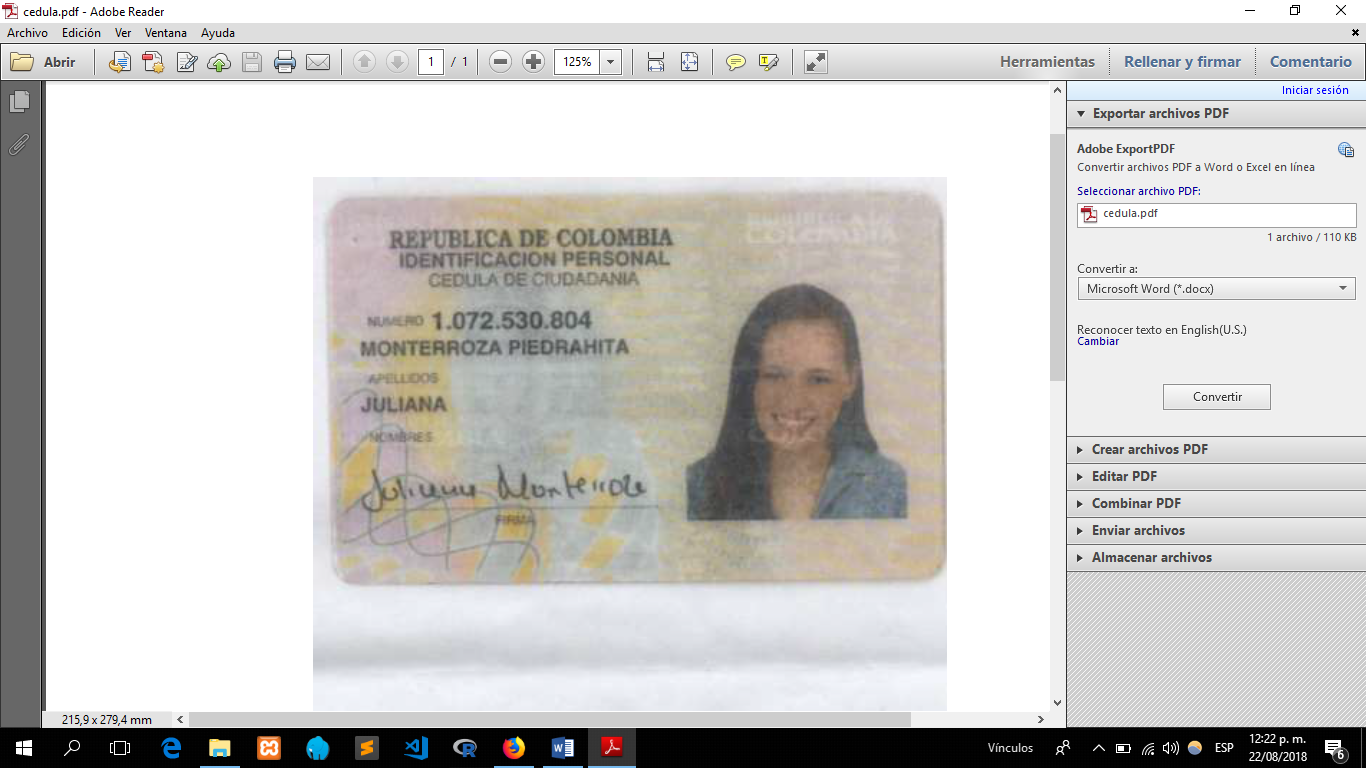 cedula.pdf - Adobe Reader
Archivo Edición Ver Ventana Ayuda
Abrir 1 / 1 125% Herramientas Rellenar y firmar Comentario
Iniciar sesión
Exportar archivos PDF
Adobe ExportPDF
Convertir archivos PDF a Word o Excel en línea
Seleccionar archivo PDF:
cedula.pdf
1 archivo / 110 KB
Convertir a:
Microsoft Word (*.docx)
Reconocer texto en English(U.S.)
Cambiar
Convertir
Crear archivos PDF
Editar PDF
Combinar PDF
Enviar archivos
Almacenar archivos
COLOMBIA
REPUBLICA DE COLOMBIA
IDENTIFICACION PERSONAL
CEDULA DE CIUDADANIA
NUMERO 1.072.530.804
MONTERROZA PIEDRAHITA
APELLIDOS
JULIANA
NOMBRES
Juliana Monterroza
FIRMA
215,9 x 279,4 mm
Vínculos ESP 12:22 p. m.
22/08/2018
6